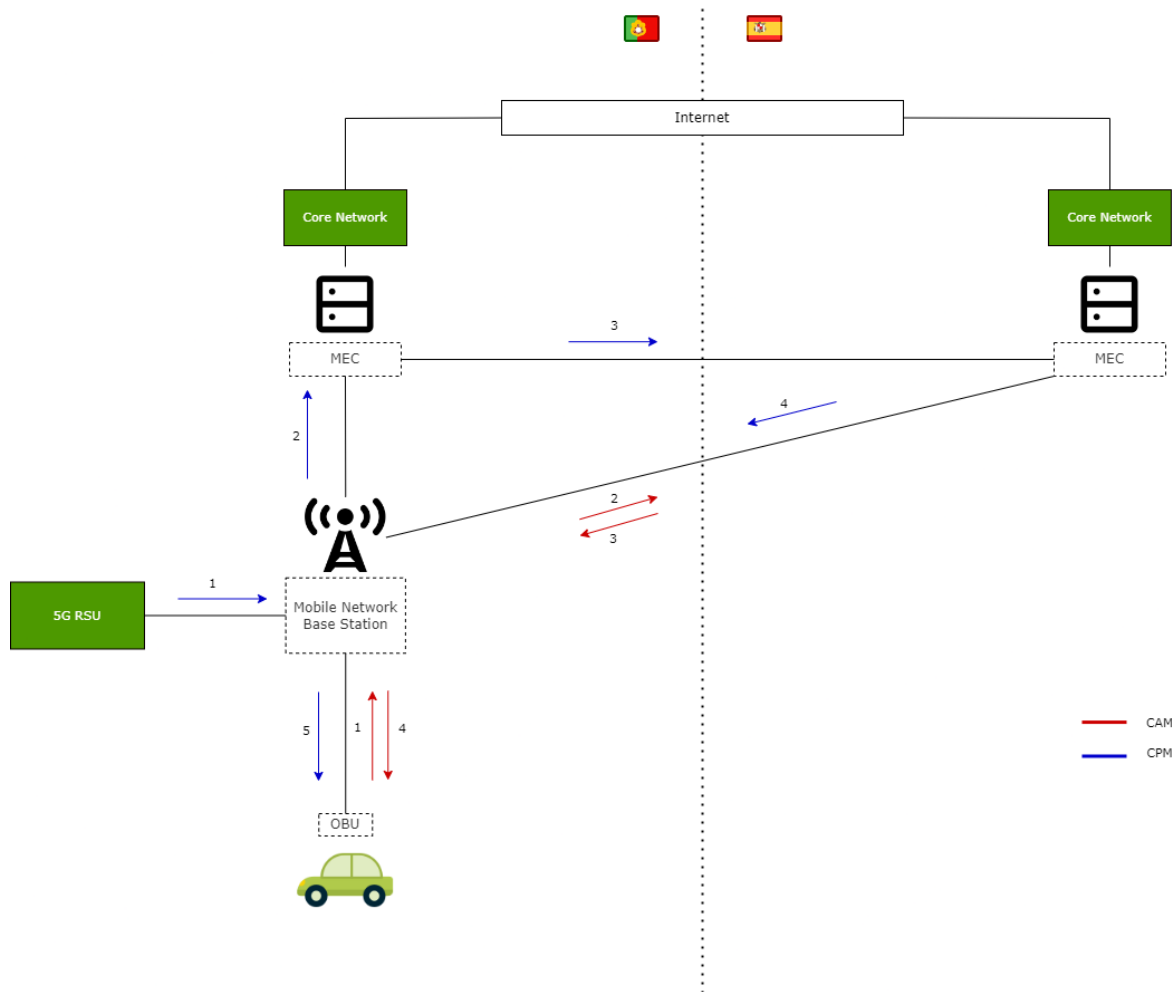 Internet
Core Network
Core Network
3
MEC
MEC
4
2
2
3
1
5G RSU
Mobile Network
Base Station
5
1
4
CAM
CPM
OBU